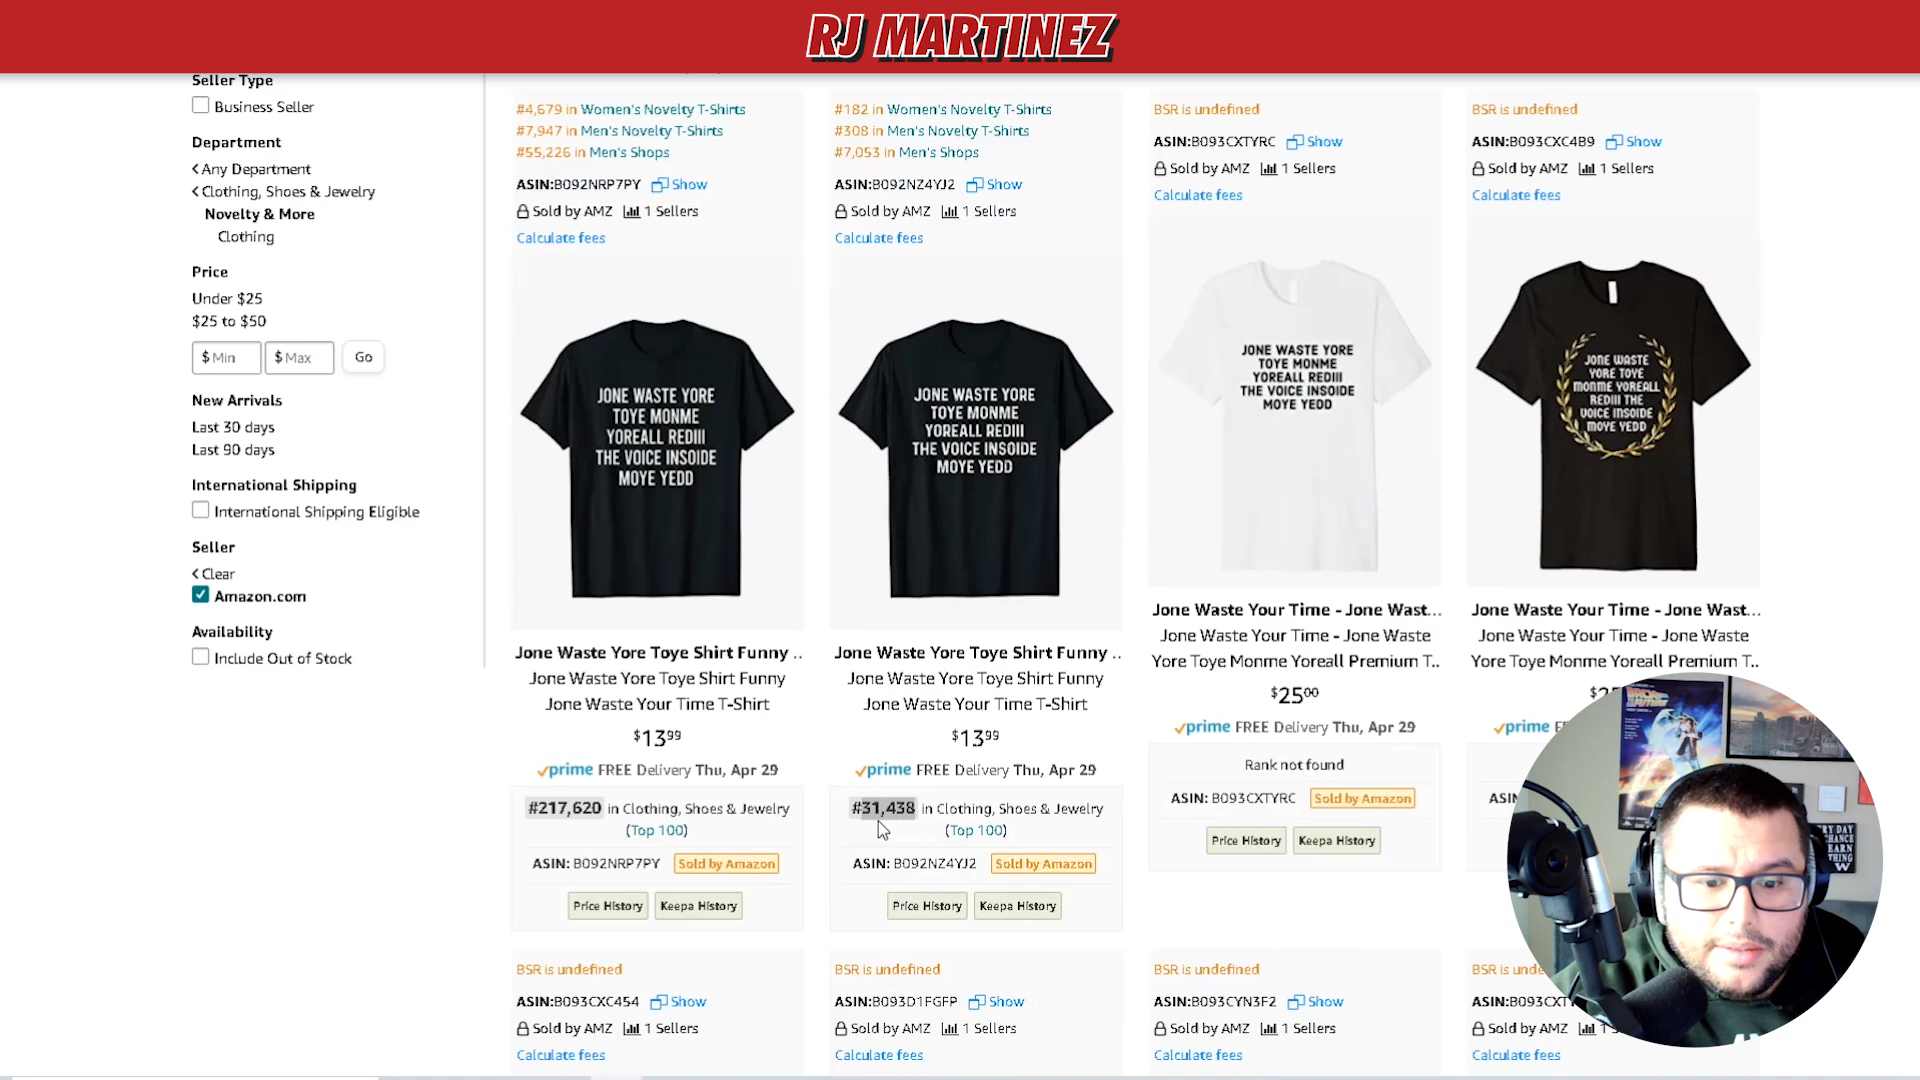 RJ MARTINEZ
Seller Type
Business Seller
Department
Any Department
Clothing, Shoes & Jewelry
Novelty & More
Clothing
Price
Under $25
$25 to $50
$ Min $ Max Go
New Arrivals
Last 30 days
Last 90 days
International Shipping
International Shipping Eligible
Seller
Clear
Amazon.com
Availability
Include Out of Stock
#4,679 in Women's Novelty T-Shirts
#7,947 in Men's Novelty T-Shirts
#55,226 in Men's Shops
ASIN:B092NRP7PY Show
Sold by AMZ 1 Sellers
Calculate fees
JONE WASTE YORE
TOYE MONME
YOREALL REDIII
THE VOICE INSOIDE
MOYE YEDD
Jone Waste Yore Toye Shirt Funny ..
Jone Waste Yore Toye Shirt Funny
Jone Waste Your Time T-Shirt
$1399
prime FREE Delivery Thu, Apr 29
#217,620 in Clothing, Shoes & Jewelry
(Top 100)
ASIN: B092NRP7PY Sold by Amazon
Price History Keepa History
#182 in Women's Novelty T-Shirts
#308 in Men's Novelty T-Shirts
#7,053 in Men's Shops
ASIN:B092NZ4YJ2 Show
Sold by AMZ 1 Sellers
Calculate fees
JONE WASTE YORE
TOYE MONME
YOREALL REDIII
THE VOICE INSOIDE
MOYE YEDD
Jone Waste Yore Toye Shirt Funny ..
Jone Waste Yore Toye Shirt Funny
Jone Waste Your Time T-Shirt
$1399
prime FREE Delivery Thu, Apr 29
#31,438 in Clothing, Shoes & Jewelry
(Top 100)
ASIN: B092NZ4YJ2 Sold by Amazon
Price History Keepa History
BSR is undefined
ASIN:B093CXTYRC Show
Sold by AMZ 1 Sellers
Calculate fees
JONE WASTE YORE
TOYE MONME
YOREALL REDIII
THE VOICE INSOIDE
MOYE YEDD
Jone Waste Your Time - Jone Wast...
Jone Waste Your Time - Jone Waste
Yore Toye Monme Yoreall Premium T..
$2500
prime FREE Delivery Thu, Apr 29
Rank not found
ASIN: B093CXTYRC Sold by Amazon
Price History Keepa History
BSR is undefined
ASIN:B093CXC4B9 Show
Sold by AMZ 1 Sellers
Calculate fees
JONE WASTE
YORE TOYE
MONME YOREALL
REDIII THE
VOICE INSOIDE
MOYE YEDD
Jone Waste Your Time - Jone Wast...
Jone Waste Your Time - Jone Waste
Yore Toye Monme Yoreall Premium T..
prime
BACK
FUTURE
BSR is undefined
ASIN:B093CXC454 Show
Sold by AMZ 1 Sellers
Calculate fees
BSR is undefined
ASIN:B093D1FGFP Show
Sold by AMZ 1 Sellers
Calculate fees
BSR is undefined
ASIN:B093CYN3F2 Show
Sold by AMZ 1 Sellers
Calculate fees
BSR is
Sold by AMZ
Calculate fees